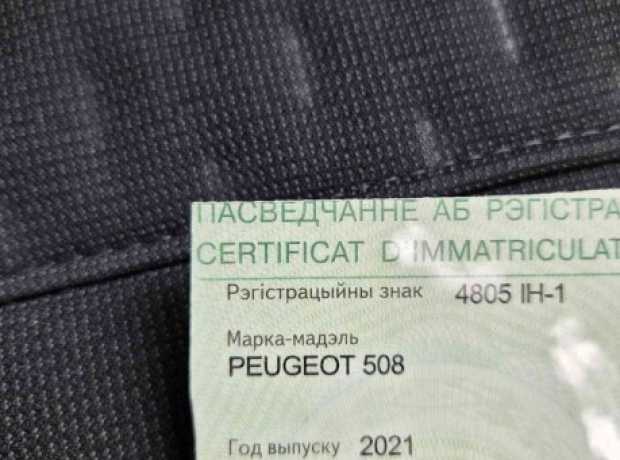 ПАСВЕДЧАННЕ АБ РЭГІСТРА
CERTIFICAT D'IMMATRICULAT
Рэгістрацыйны знак 4805 IH-1
Марка-мадэль
PEUGEOT 508
Год выпуску 2021